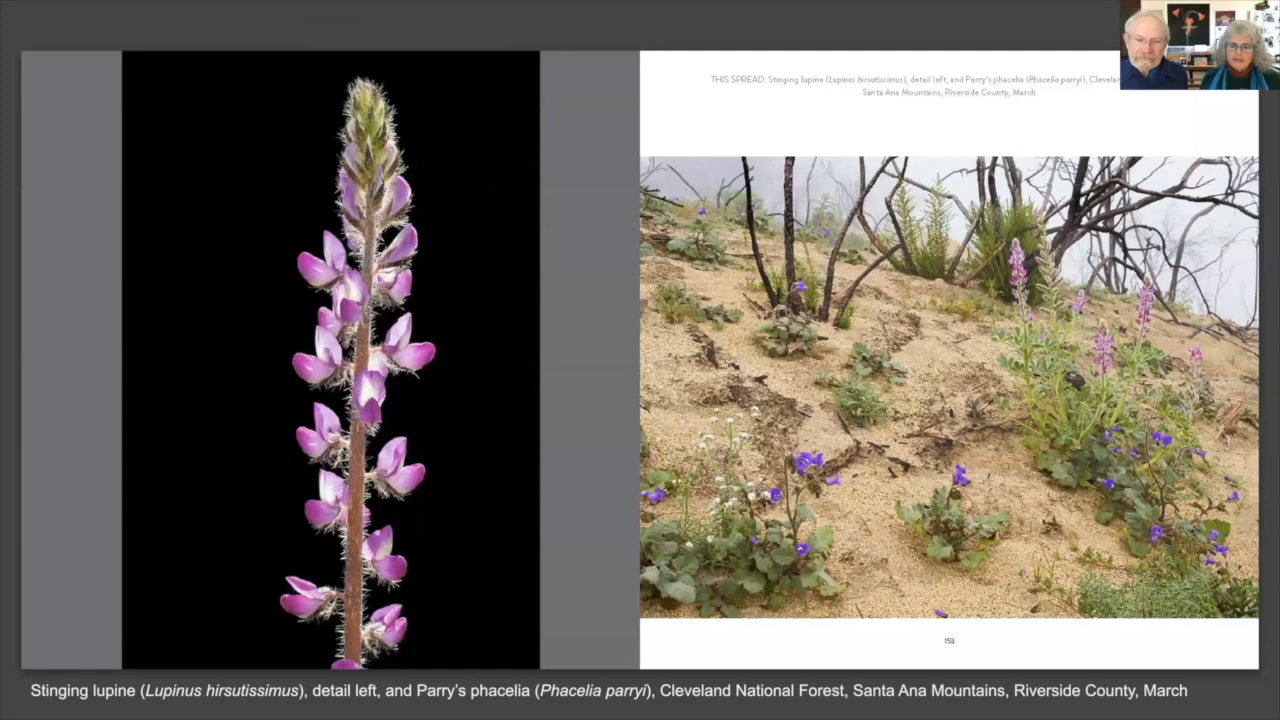 THIS SPREAD: Stinging lupine (Lupinus hirsutissimus), detail left, and Parry's phacelia (Phacelia parryi),
Santa Ana Mountains, Riverside County, March
153
Stinging lupine (Lupinus hirsutissimus), detail left, and Parry's phacelia (Phacelia parryi), Cleveland National Forest, Santa Ana Mountains, Riverside County, March